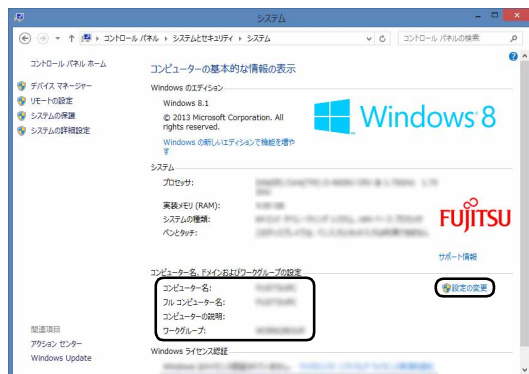 システム
コントロール パネル システムとセキュリティ システム
コントロール パネルの検索
コントロール パネル ホーム
デバイス マネージャー
リモートの設定
システムの保護
システムの詳細設定
コンピューターの基本的な情報の表示
Windows のエディション
Windows 8.1
© 2013 Microsoft Corporation. All
rights reserved.
Windows の新しいエディションで機能を増や
す
Windows 8
システム
プロセッサ:
実装メモリ (RAM):
システムの種類:
ペンとタッチ:
FUJITSU
サポート情報
コンピューター名、ドメインおよびワークグループの設定
コンピューター名:
フル コンピューター名:
コンピューターの説明:
ワークグループ:
設定の変更
関連項目
アクション センター
Windows Update
Windows ライセンス認証